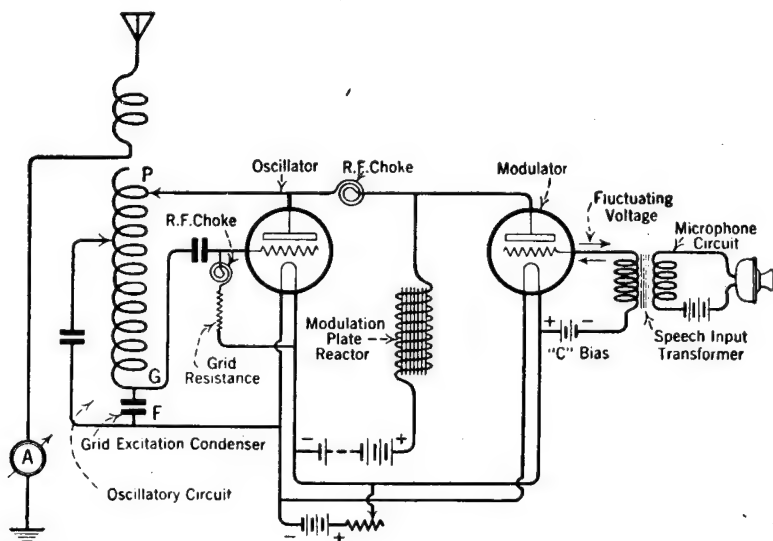 Oscillator
R.F.Choke
Modulator
P
Fluctuating
Voltage
Microphone
Circuit
R.F.Choke
+ -
Modulation
Plate
Reactor
"C" Bias
Speech Input
Transformer
Grid
Resistance
G
F
- +
A
Grid Excitation Condenser
Oscillatory Circuit
- +